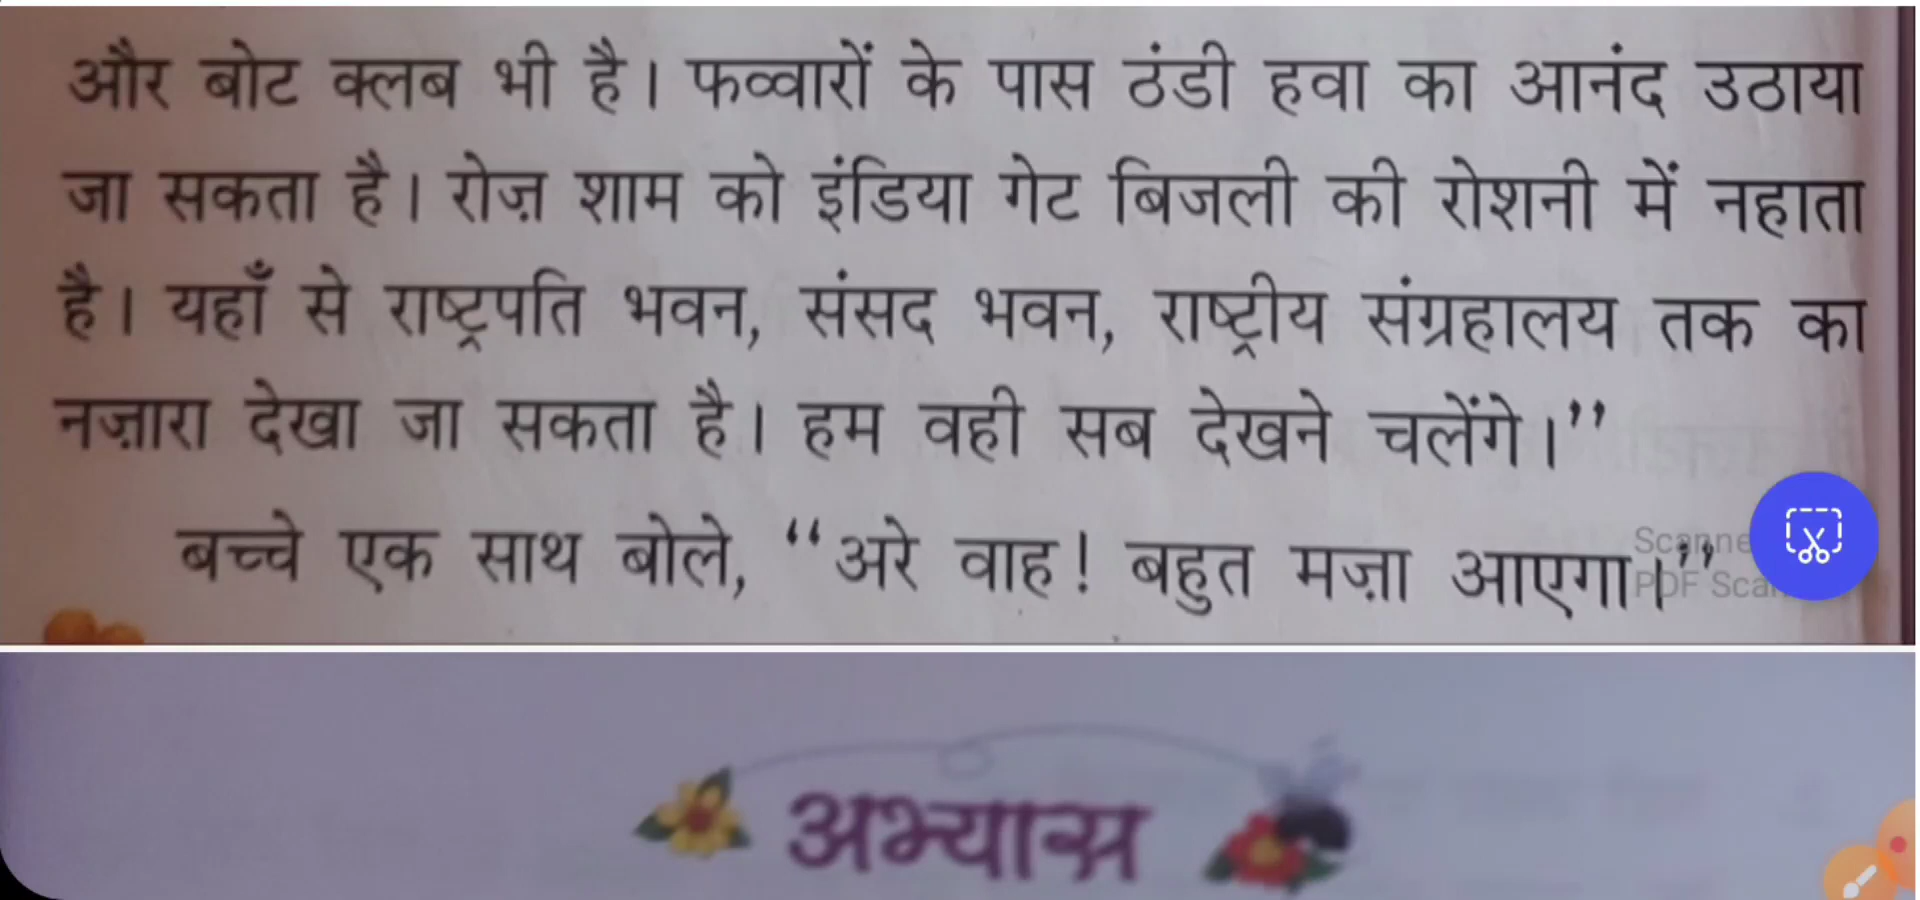 और बोट क्लब भी है। फव्वारों के पास ठंडी हवा का आनंद उठाया
जा सकता है। रोज़ शाम को इंडिया गेट बिजली की रोशनी में नहाता
है। यहाँ से राष्ट्रपति भवन, संसद भवन, राष्ट्रीय संग्रहालय तक का
नज़ारा देखा जा सकता है। हम वही सब देखने चलेंगे।”
बच्चे एक साथ बोले, “अरे वाह! बहुत मज़ा आएगा।”
PDF
अभ्यास